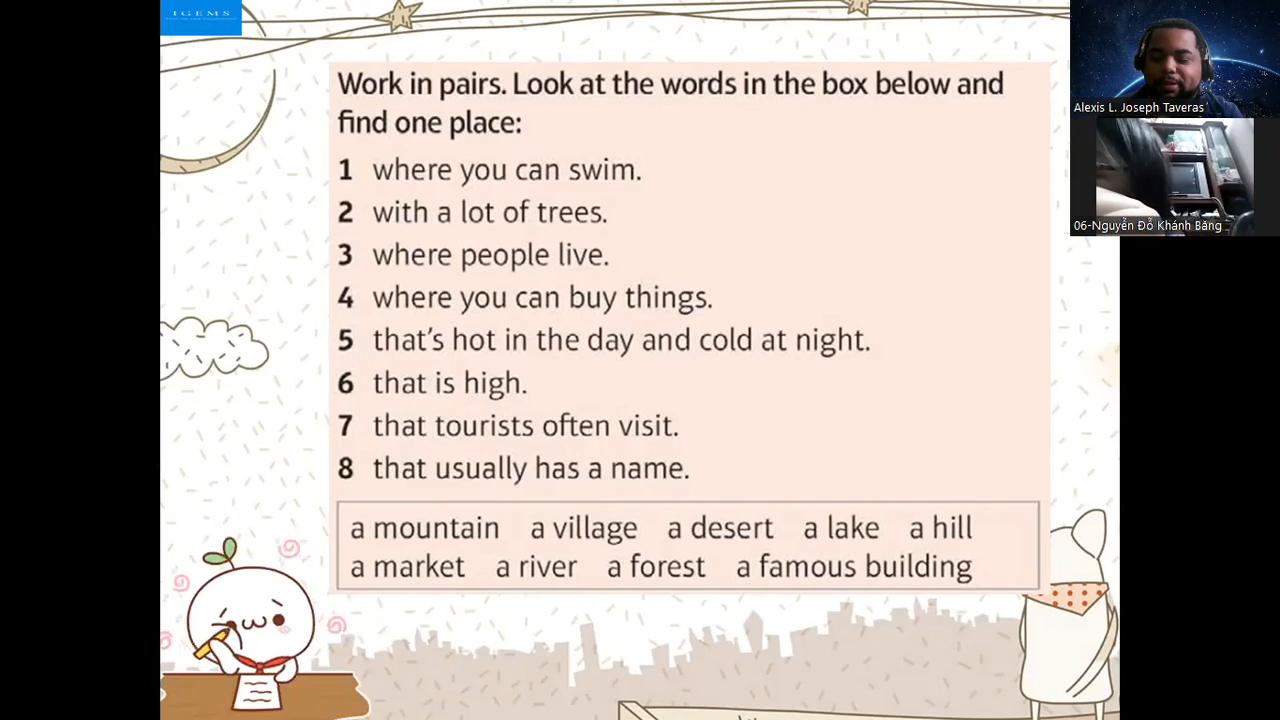 IGEMS
Alexis L. Joseph Taveras
06-Nguyễn Đỗ Khánh Băng
Work in pairs. Look at the words in the box below and
find one place:
1 where you can swim.
2 with a lot of trees.
3 where people live.
4 where you can buy things.
5 that's hot in the day and cold at night.
6 that is high.
7 that tourists often visit.
8 that usually has a name.
a mountain a village a desert a lake a hill
a market a river a forest a famous building